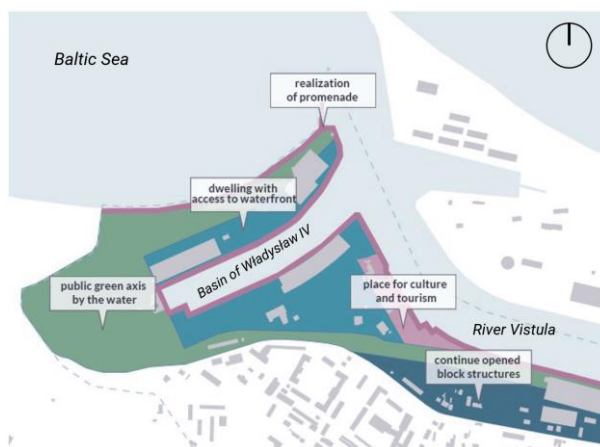 Baltic Sea
realization
of promenade
dwelling with
access to waterfront
Basin of Władysław IV
public green axis
by the water
place for culture
and tourism
River Vistula
continue opened
block structures